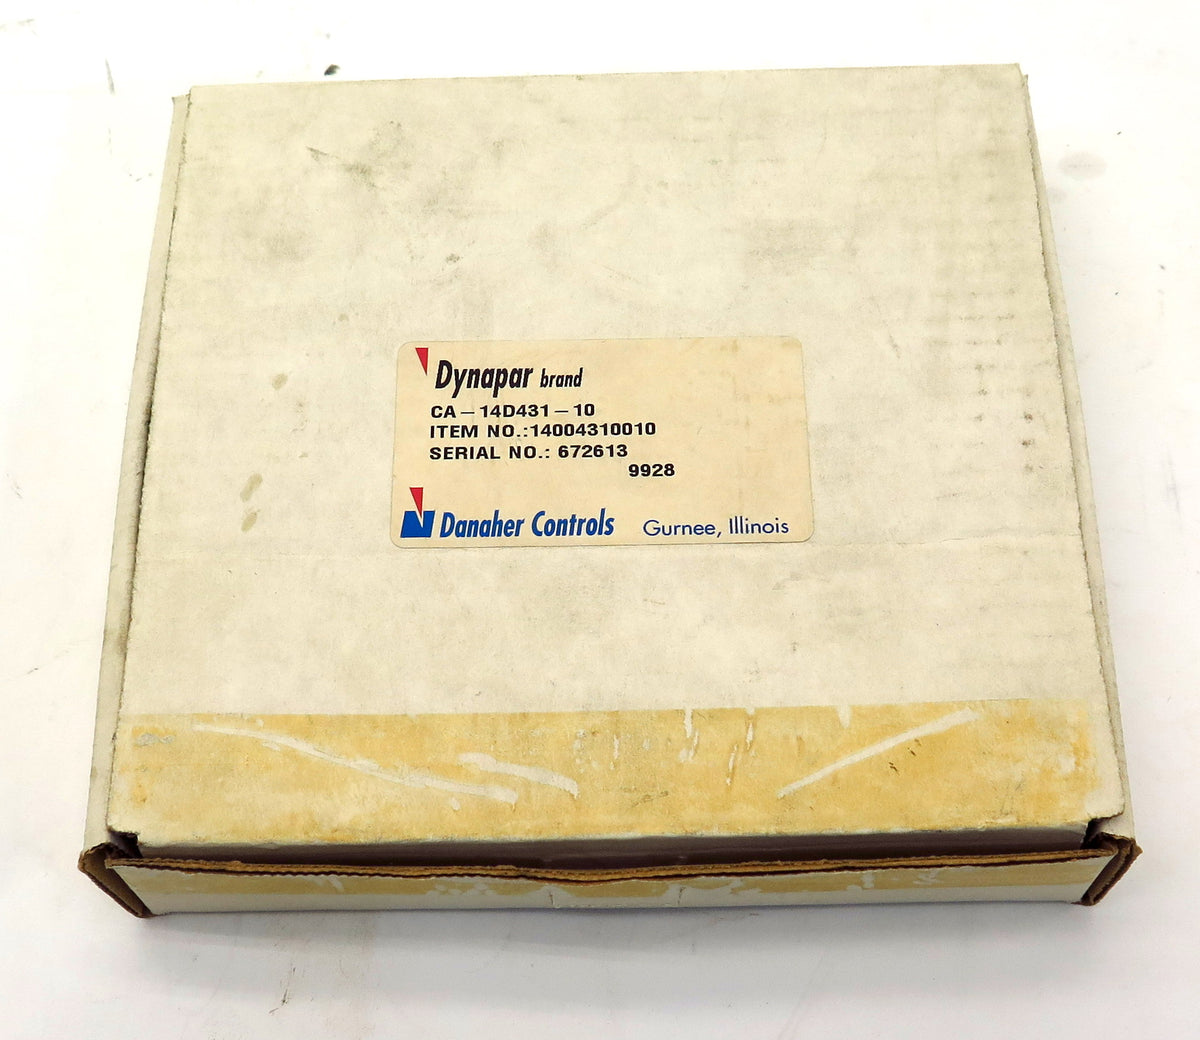 Dynapar brand
CA-14D431-10
ITEM NO.:14004310010
SERIAL NO.: 672613
9928
Danaher Controls Gurnee, Illinois